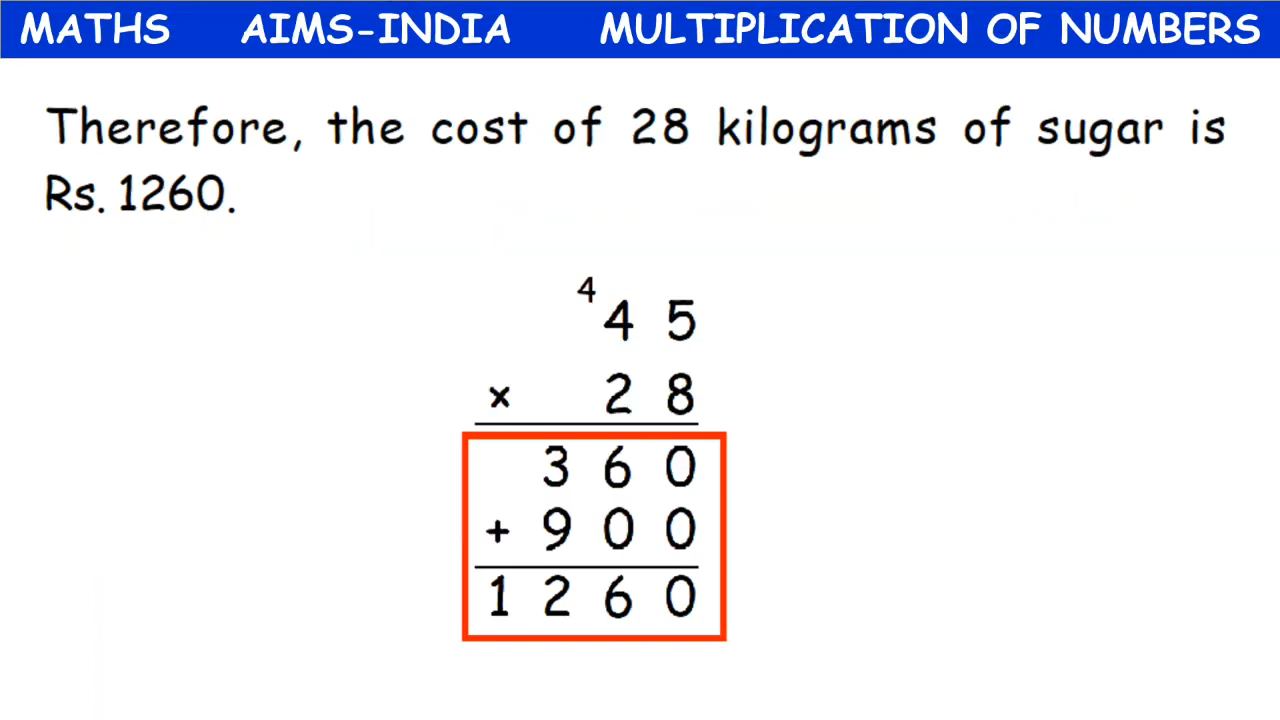 MATHS AIMS-INDIA MULTIPLICATION OF NUMBERS
Therefore, the cost of 28 kilograms of sugar is
Rs. 1260.
4
4 5
× 2 8
3 6 0
+ 9 0 0
1 2 6 0